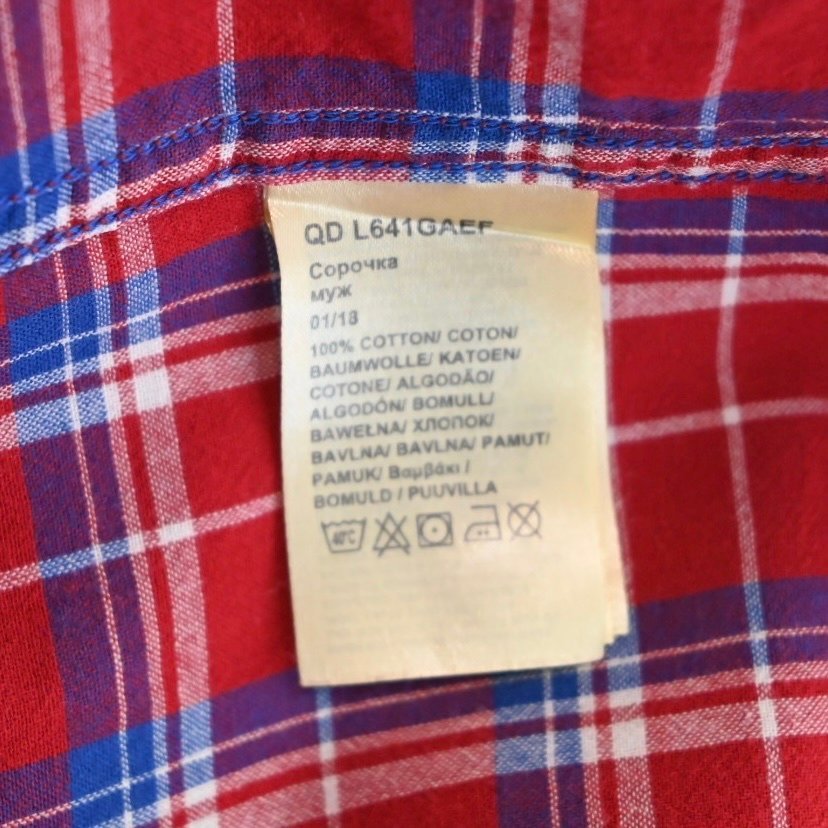 QD L641GAEF
Сорочка
муж
01/18
100% COTTON/ COTON/
BAUMWOLLE/ KATOEN/
COTONE/ ALGODÃO/
ALGODÓN/ BOMULL/
BAWEŁNA/ ХЛОПОК/
BAVLNA/ BAVLNA/ PAMUT/
PAMUK/ Βαμβάκι /
BOMULD / PUUVILLA
40°C